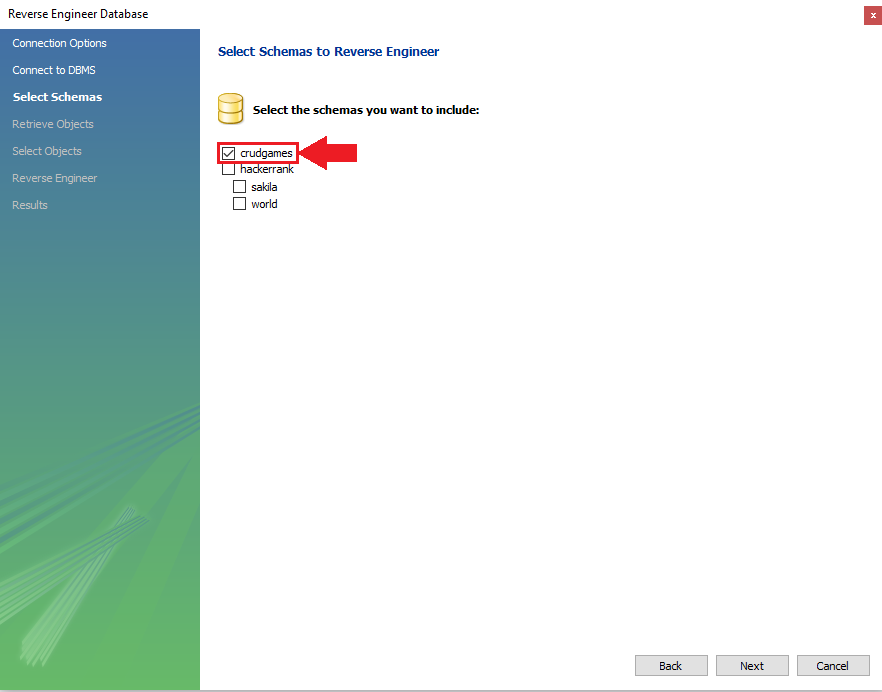 Reverse Engineer Database
x
Connection Options
Connect to DBMS
Select Schemas
Retrieve Objects
Select Objects
Reverse Engineer
Results
Select Schemas to Reverse Engineer
Select the schemas you want to include:
crudgames
hackerrank
sakila
world
Back
Next
Cancel